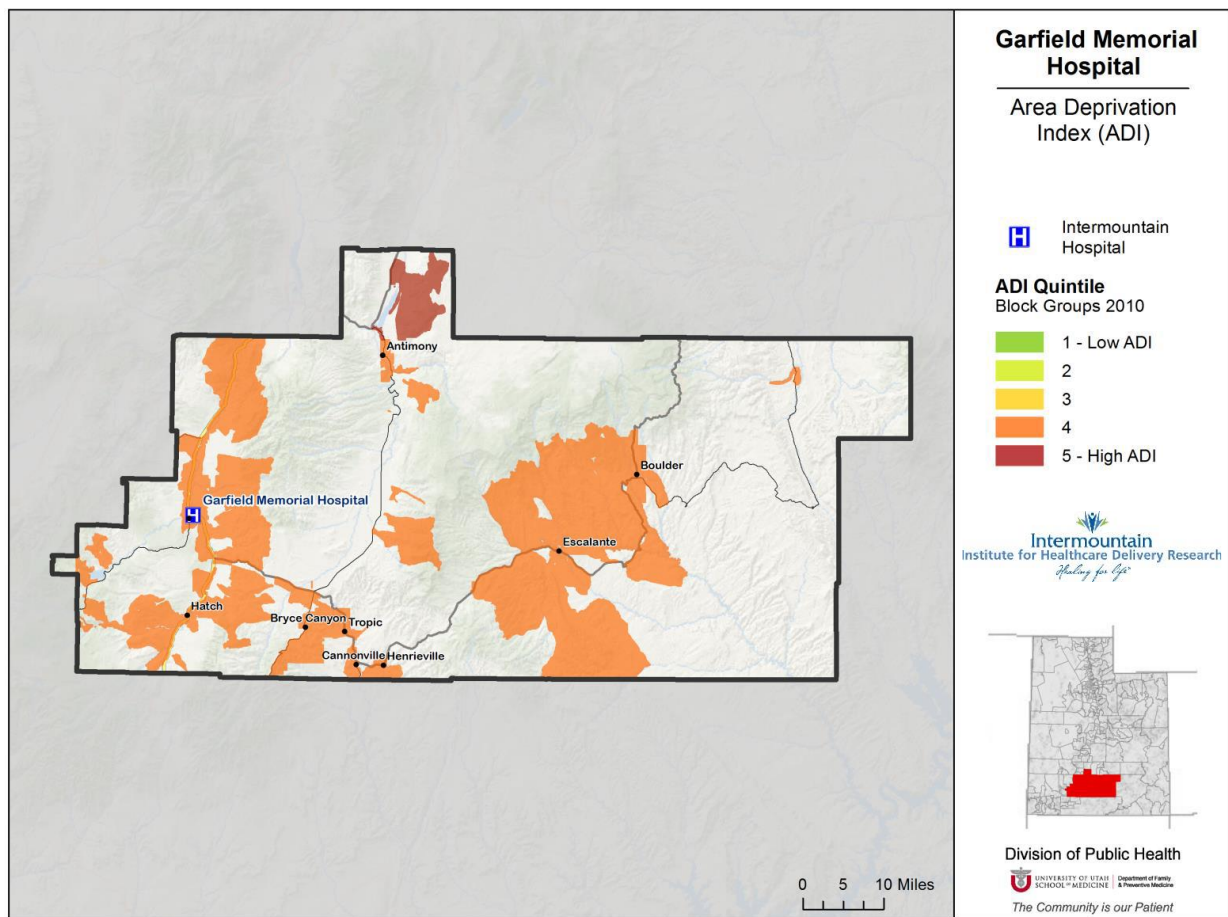 Garfield Memorial
Hospital
Area Deprivation
Index (ADI)
H
Intermountain
Hospital
ADI Quintile
Block Groups 2010
1 - Low ADI
2
3
4
5 - High ADI
Intermountain
Institute for Healthcare Delivery Research
Healing for life
Division of Public Health
UNIVERSITY OF UTAH
SCHOOL OF MEDICINE
Department of Family
& Preventive Medicine
The Community is our Patient
Antimony
Boulder
Garfield Memorial Hospital
H
Escalante
Hatch
Bryce Canyon
Tropic
Cannonville
Henrieville
0 5 10 Miles